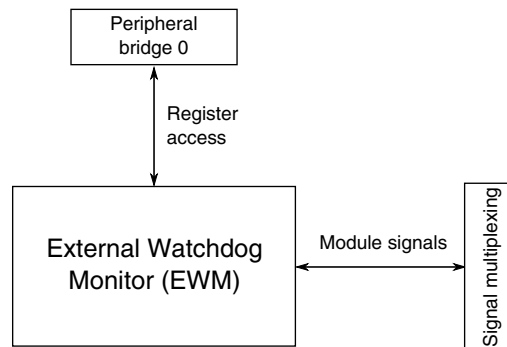 Peripheral
bridge 0
Register
access
External Watchdog
Monitor (EWM)
Module signals
Signal multiplexing